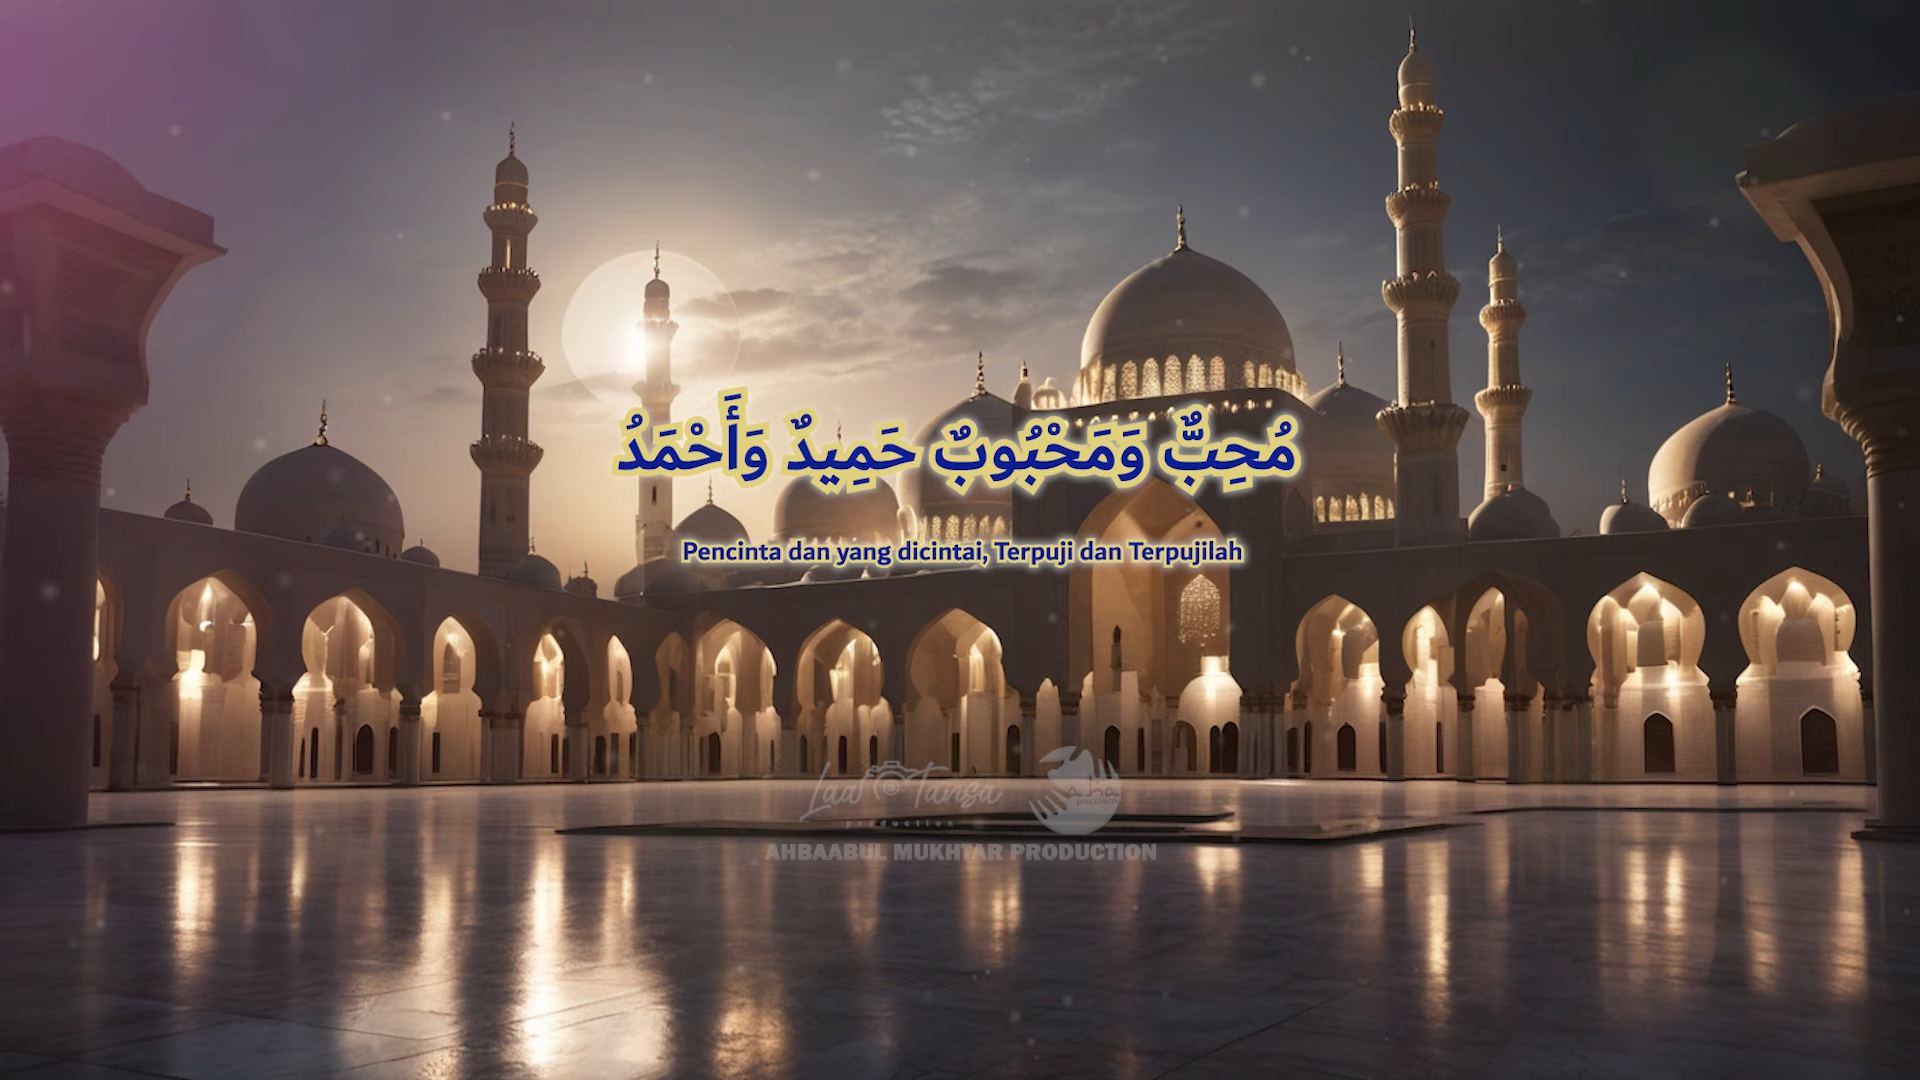 مُحِبٌّ وَمَحْبُوبٌ حَمِيدٌ وَأَحْمَدُ
Pencinta dan yang dicintai, Terpuji dan Terpujilah
Laa Tansa
production
AHBAABUL MUKHTAR PRODUCTION